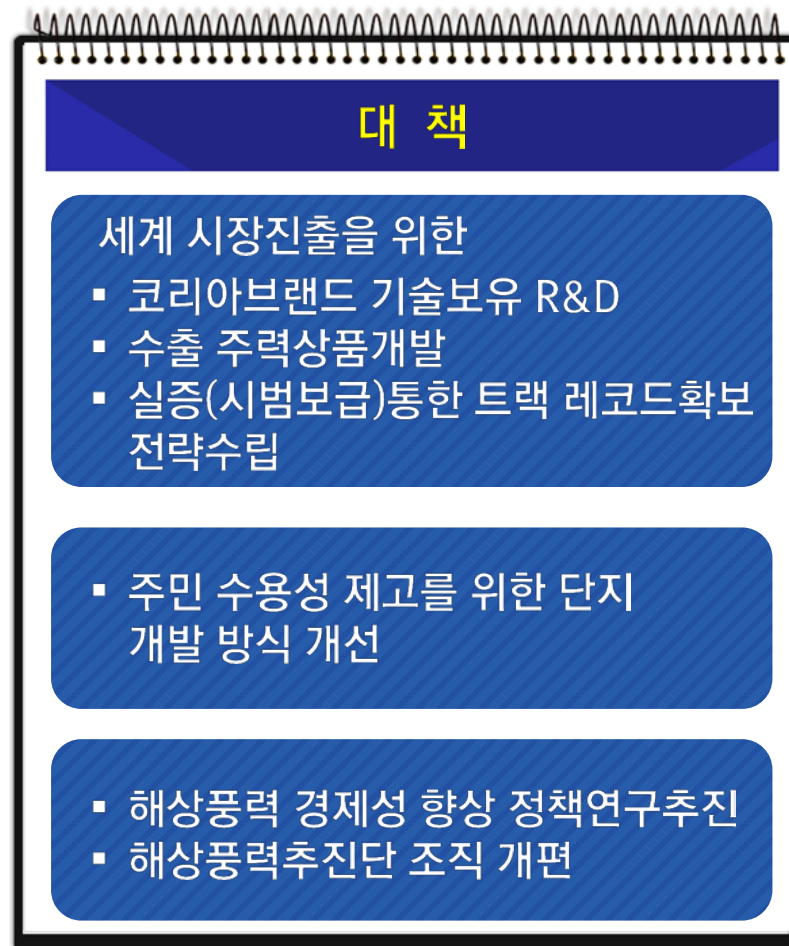 대 책
세계 시장진출을 위한
▪ 코리아브랜드 기술보유 R&D
▪ 수출 주력상품개발
▪ 실증(시범보급)통한 트랙 레코드확보
전략수립
▪ 주민 수용성 제고를 위한 단지
개발 방식 개선
▪ 해상풍력 경제성 향상 정책연구추진
▪ 해상풍력추진단 조직 개편